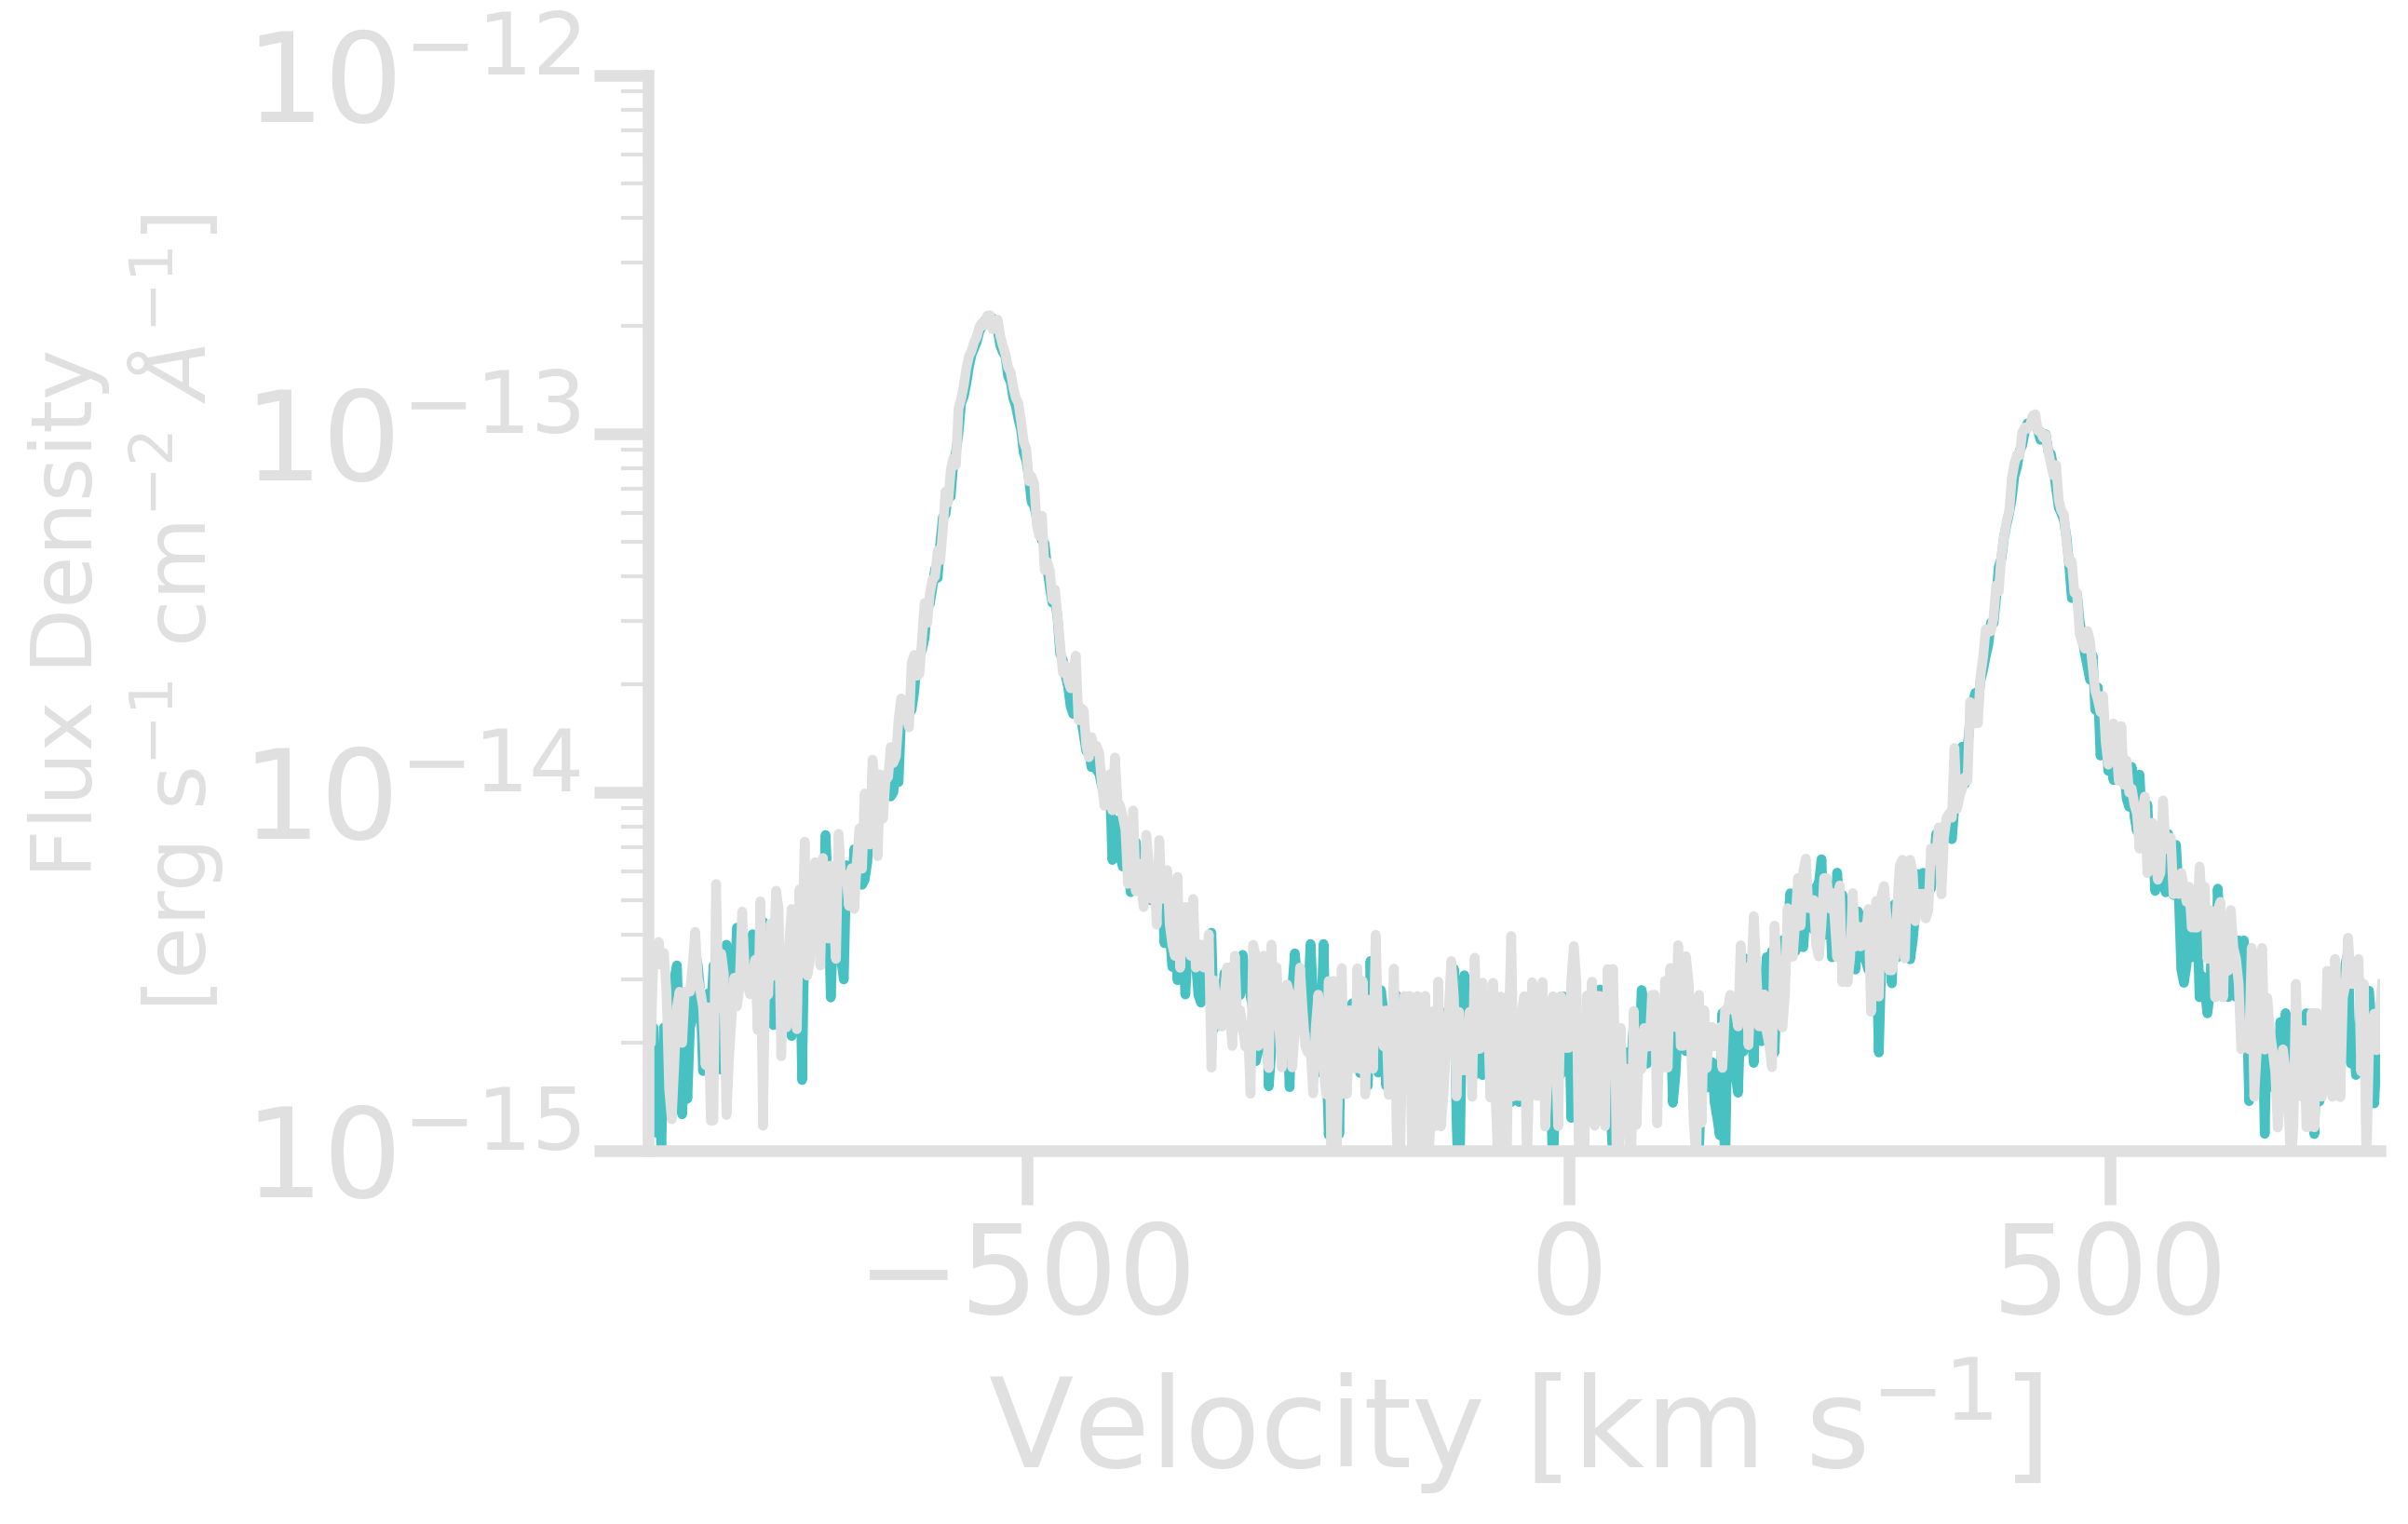 Flux Density
[erg s⁻¹ cm⁻² Å⁻¹]
10⁻¹²
10⁻¹³
10⁻¹⁴
10⁻¹⁵
−500 0 500
Velocity [km s⁻¹]